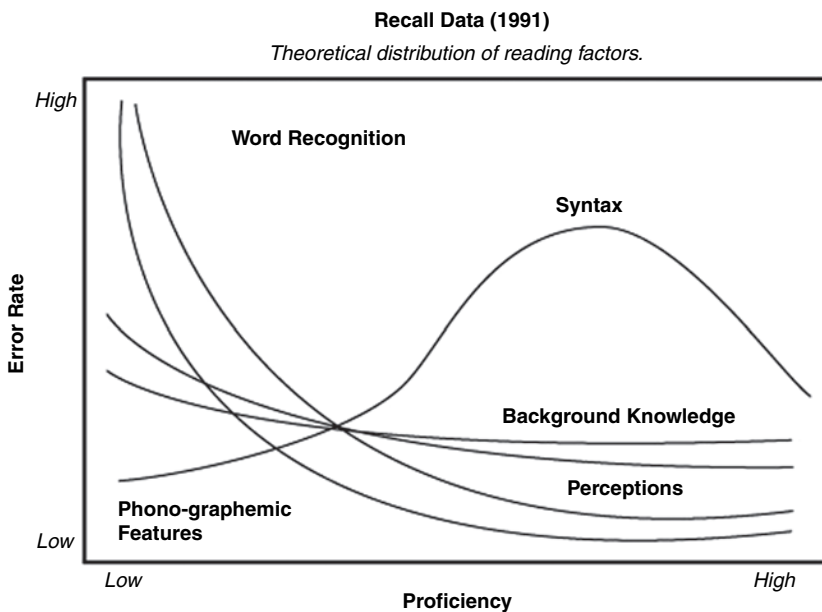 Recall Data (1991)
Theoretical distribution of reading factors.
High
Word Recognition
Syntax
Error Rate
Background Knowledge
Perceptions
Phono-graphemic
Features
Low
Low
High
Proficiency